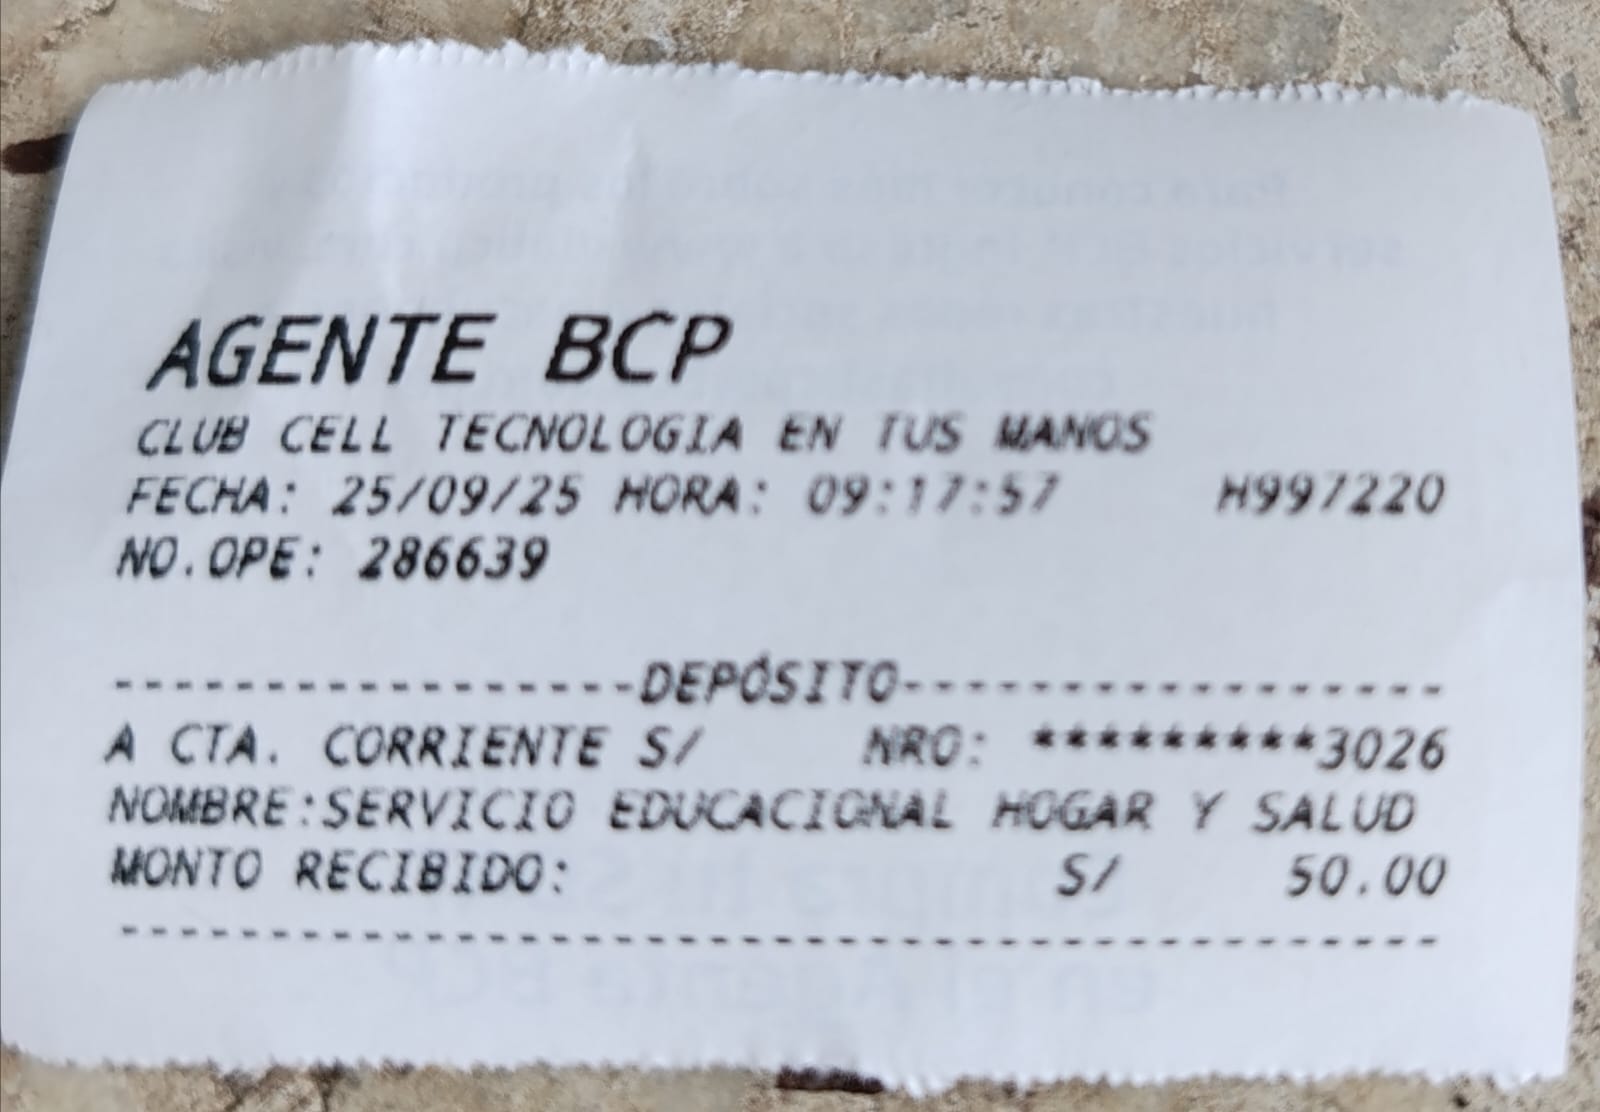 AGENTE BCP
CLUB CELL TECNOLOGIA EN TUS MANOS
FECHA: 25/09/25 HORA: 09:17:57 H997220
NO.OPE: 286639
------------------DEPÓSITO------------------
A CTA. CORRIENTE S/ NRO: *********3026
NOMBRE:SERVICIO EDUCACIONAL HOGAR Y SALUD
MONTO RECIBIDO: S/ 50.00
--------------------------------------------